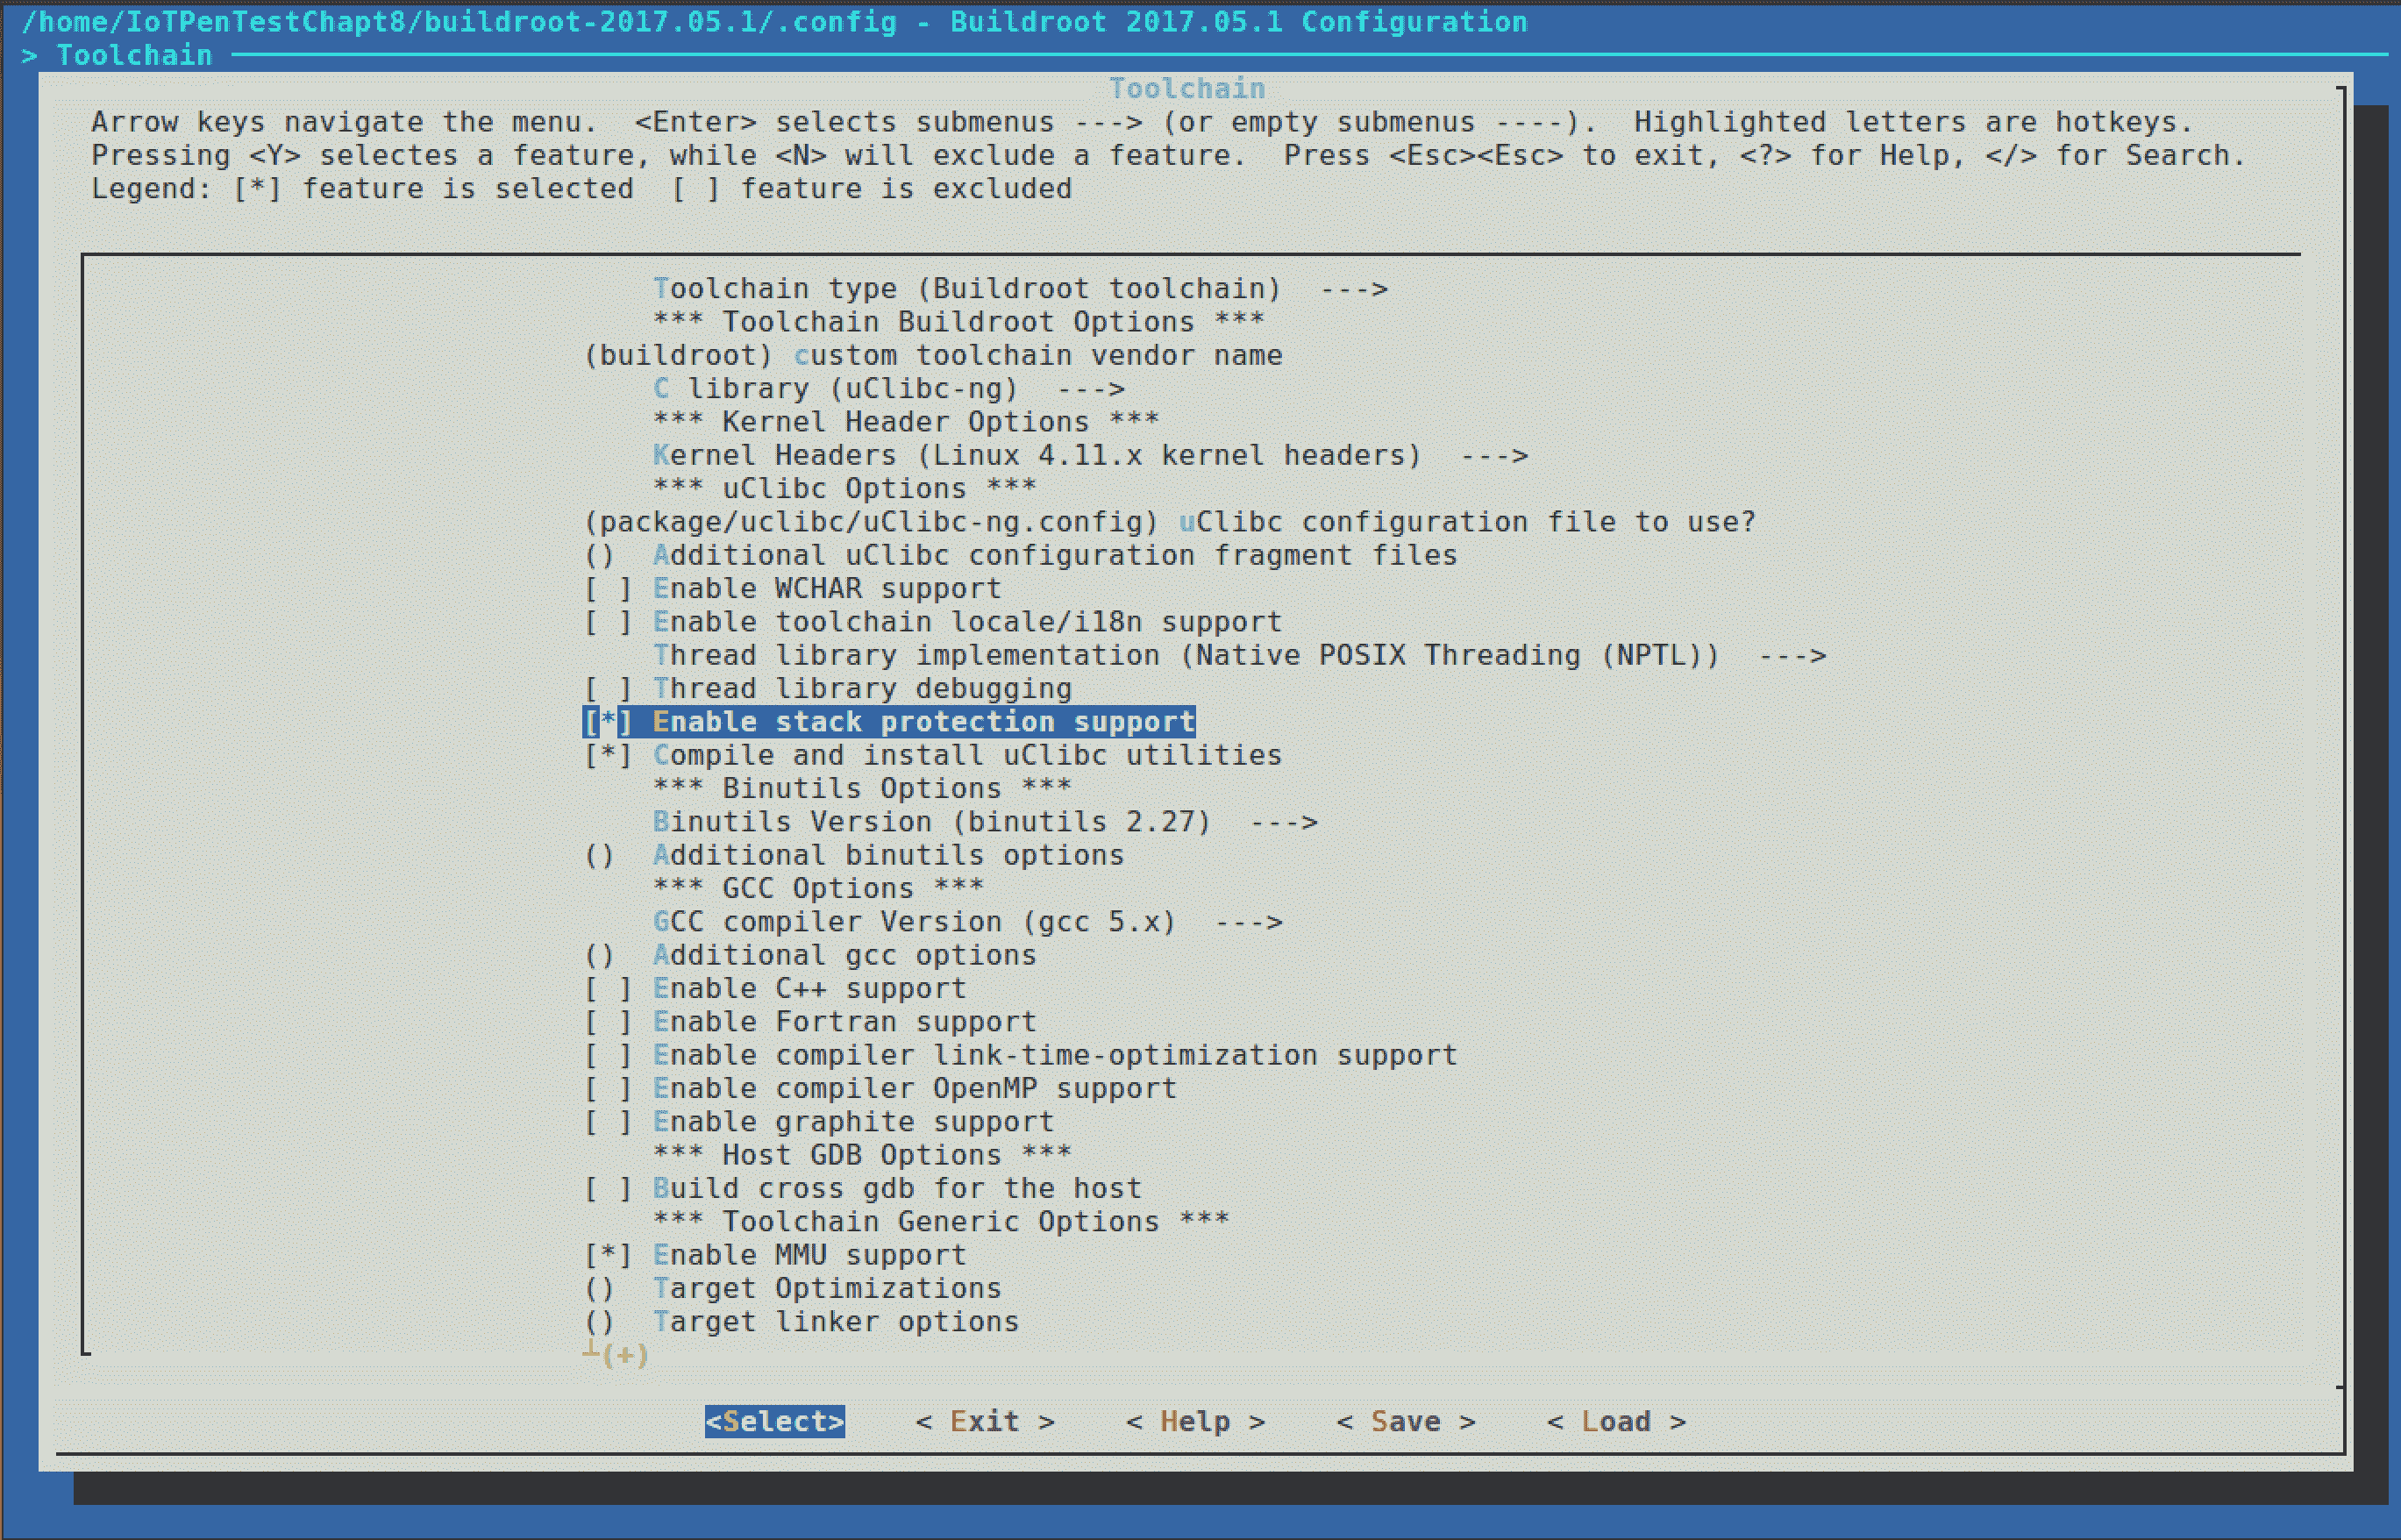 /home/IoTPenTestChapt8/buildroot-2017.05.1/.config - Buildroot 2017.05.1 Configuration
> Toolchain
Toolchain
Arrow keys navigate the menu.  <Enter> selects submenus ---> (or empty submenus ----).  Highlighted letters are hotkeys.
Pressing <Y> selectes a feature, while <N> will exclude a feature.  Press <Esc><Esc> to exit, <?> for Help, </> for Search.
Legend: [*] feature is selected  [ ] feature is excluded
Toolchain type (Buildroot toolchain)  --->
*** Toolchain Buildroot Options ***
(buildroot) custom toolchain vendor name
C library (uClibc-ng)  --->
*** Kernel Header Options ***
Kernel Headers (Linux 4.11.x kernel headers)  --->
*** uClibc Options ***
(package/uclibc/uClibc-ng.config) uClibc configuration file to use?
()  Additional uClibc configuration fragment files
[ ] Enable WCHAR support
[ ] Enable toolchain locale/i18n support
Thread library implementation (Native POSIX Threading (NPTL))  --->
[ ] Thread library debugging
[*] Enable stack protection support
[*] Compile and install uClibc utilities
*** Binutils Options ***
Binutils Version (binutils 2.27)  --->
()  Additional binutils options
*** GCC Options ***
GCC compiler Version (gcc 5.x)  --->
()  Additional gcc options
[ ] Enable C++ support
[ ] Enable Fortran support
[ ] Enable compiler link-time-optimization support
[ ] Enable compiler OpenMP support
[ ] Enable graphite support
*** Host GDB Options ***
[ ] Build cross gdb for the host
*** Toolchain Generic Options ***
[*] Enable MMU support
()  Target Optimizations
()  Target linker options
┴(+)
<Select>    < Exit >    < Help >    < Save >    < Load >